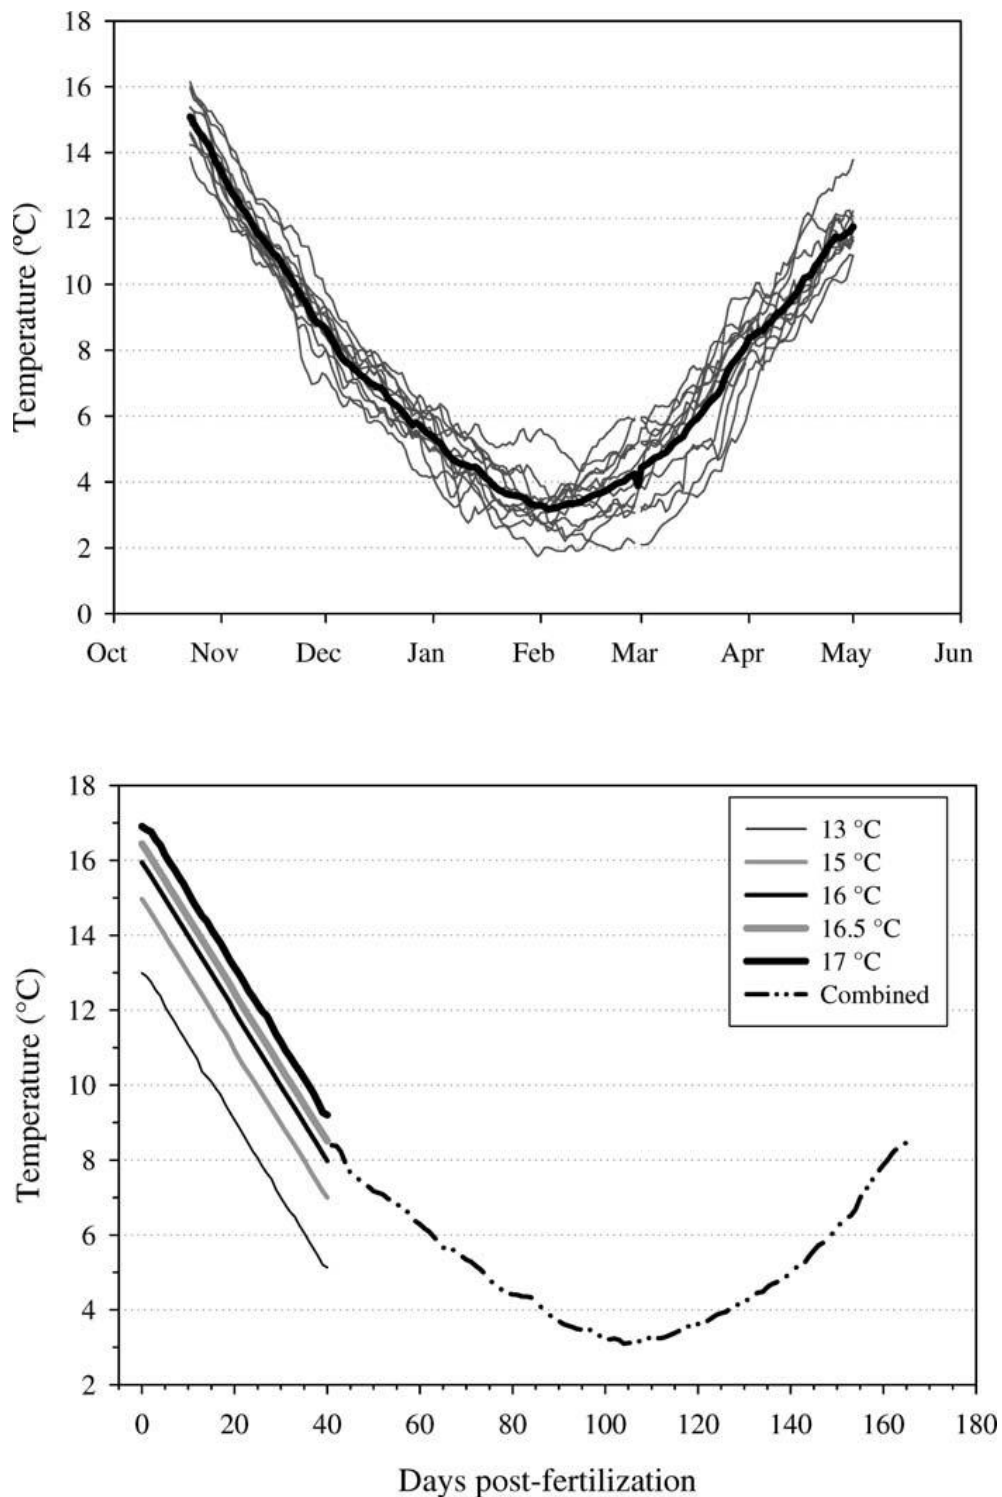 18
16
14
12
10
8
6
4
2
0
Temperature (ºC)
Oct Nov Dec Jan Feb Mar Apr May Jun
18
16
14
12
10
8
6
4
2
Temperature (°C)
13 °C
15 °C
16 °C
16.5 °C
17 °C
Combined
0 20 40 60 80 100 120 140 160 180
Days post-fertilization